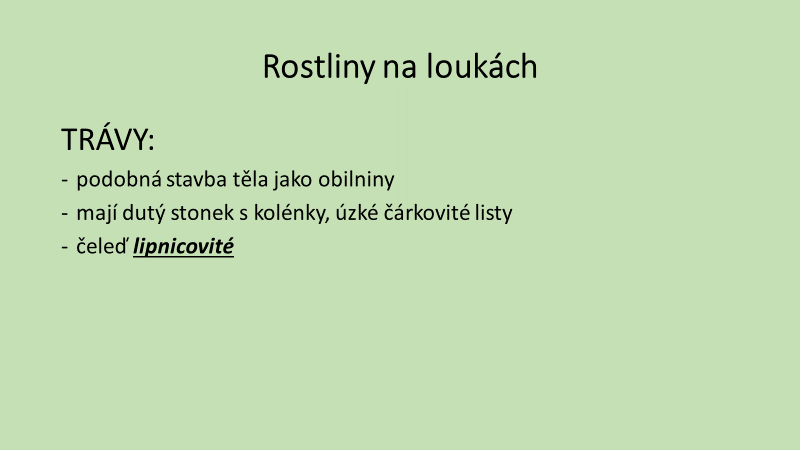 Rostliny na loukách
TRÁVY:
- podobná stavba těla jako obilniny
- mají dutý stonek s kolénky, úzké čárkovité listy
- čeleď lipnicovité